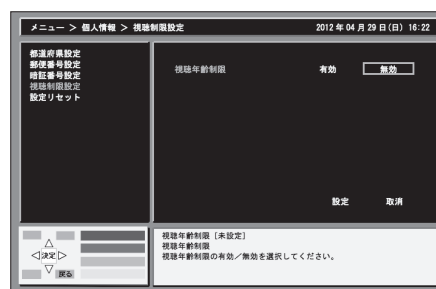 メニュー ＞ 個人情報 ＞ 視聴制限設定
2012 年 04 月 29 日(日) 16:22
都道府県設定
郵便番号設定
暗証番号設定
視聴制限設定
設定リセット
視聴年齢制限 有効 無効
設定 取消
決定
戻る
視聴年齢制限［未設定］
視聴年齢制限
視聴年齢制限の有効／無効を選択してください。